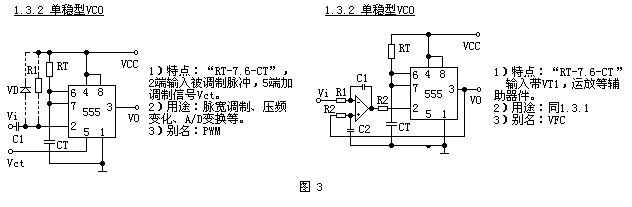 1.3.2 单稳型VCO
VCC
R1
RT
VD
6 4 8
7 3
555
2
5 1
VO
Vi
C1
CT
Vct
1)特点：“RT-7.6-CT”，
2端输入被调制脉冲，5端加
调制信号Vct。
2)用途：脉宽调制、压频
变化、A/D变换等。
3)别名：PWM
1.3.2 单稳型VCO
VCC
RT
C1
6 4 8
7 3
555
2
1
VO
Vi
R1
R2
R2
C2
CT
1)特点：“RT-7.6-CT”
输入带VT1，运放等辅
助器件。
2)用途：同1.3.1
3)别名：VFC
图 3